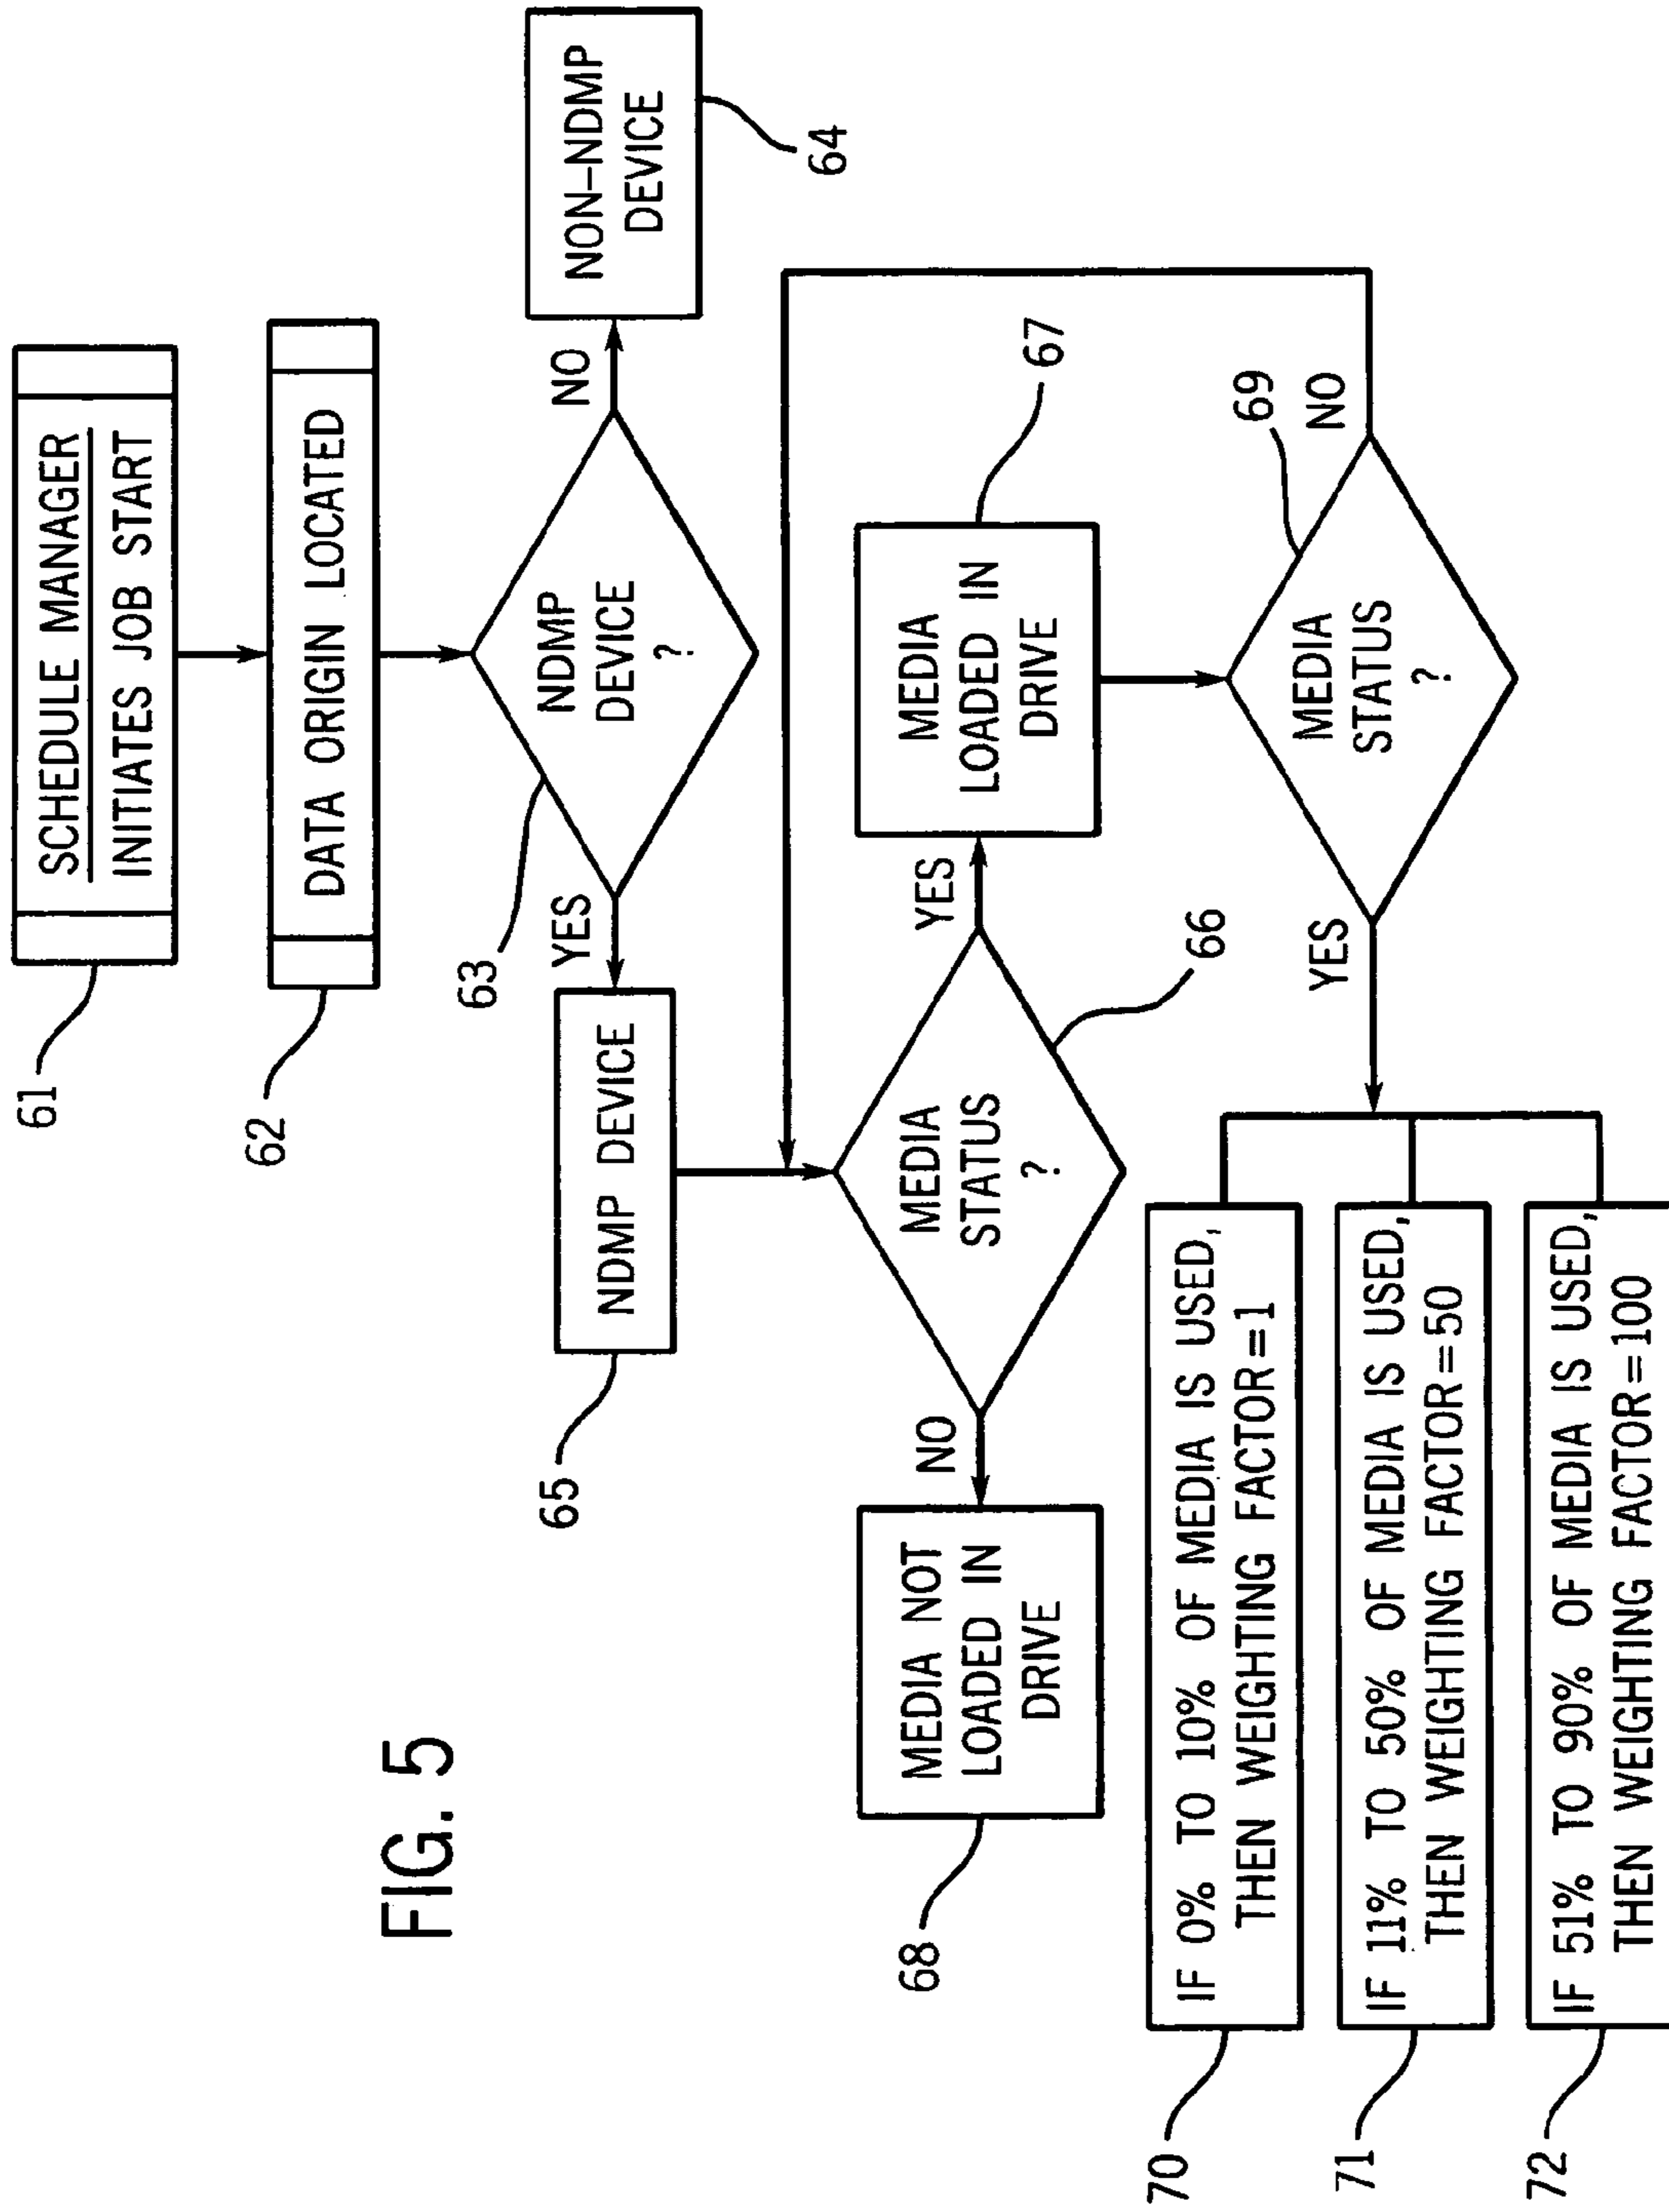 SCHEDULE MANAGER
INITIATES JOB START
61
DATA ORIGIN LOCATED
62
NDMP
DEVICE
?
63
NO
NON–NDMP
DEVICE
64
YES
NDMP DEVICE
65
MEDIA
STATUS
?
66
YES
MEDIA
LOADED IN
DRIVE
67
NO
MEDIA NOT
LOADED IN
DRIVE
68
MEDIA
STATUS
?
69
NO
YES
IF 0% TO 10% OF MEDIA IS USED,
THEN WEIGHTING FACTOR=1
70
IF 11% TO 50% OF MEDIA IS USED,
THEN WEIGHTING FACTOR=50
71
IF 51% TO 90% OF MEDIA IS USED,
THEN WEIGHTING FACTOR=100
72
FIG. 5